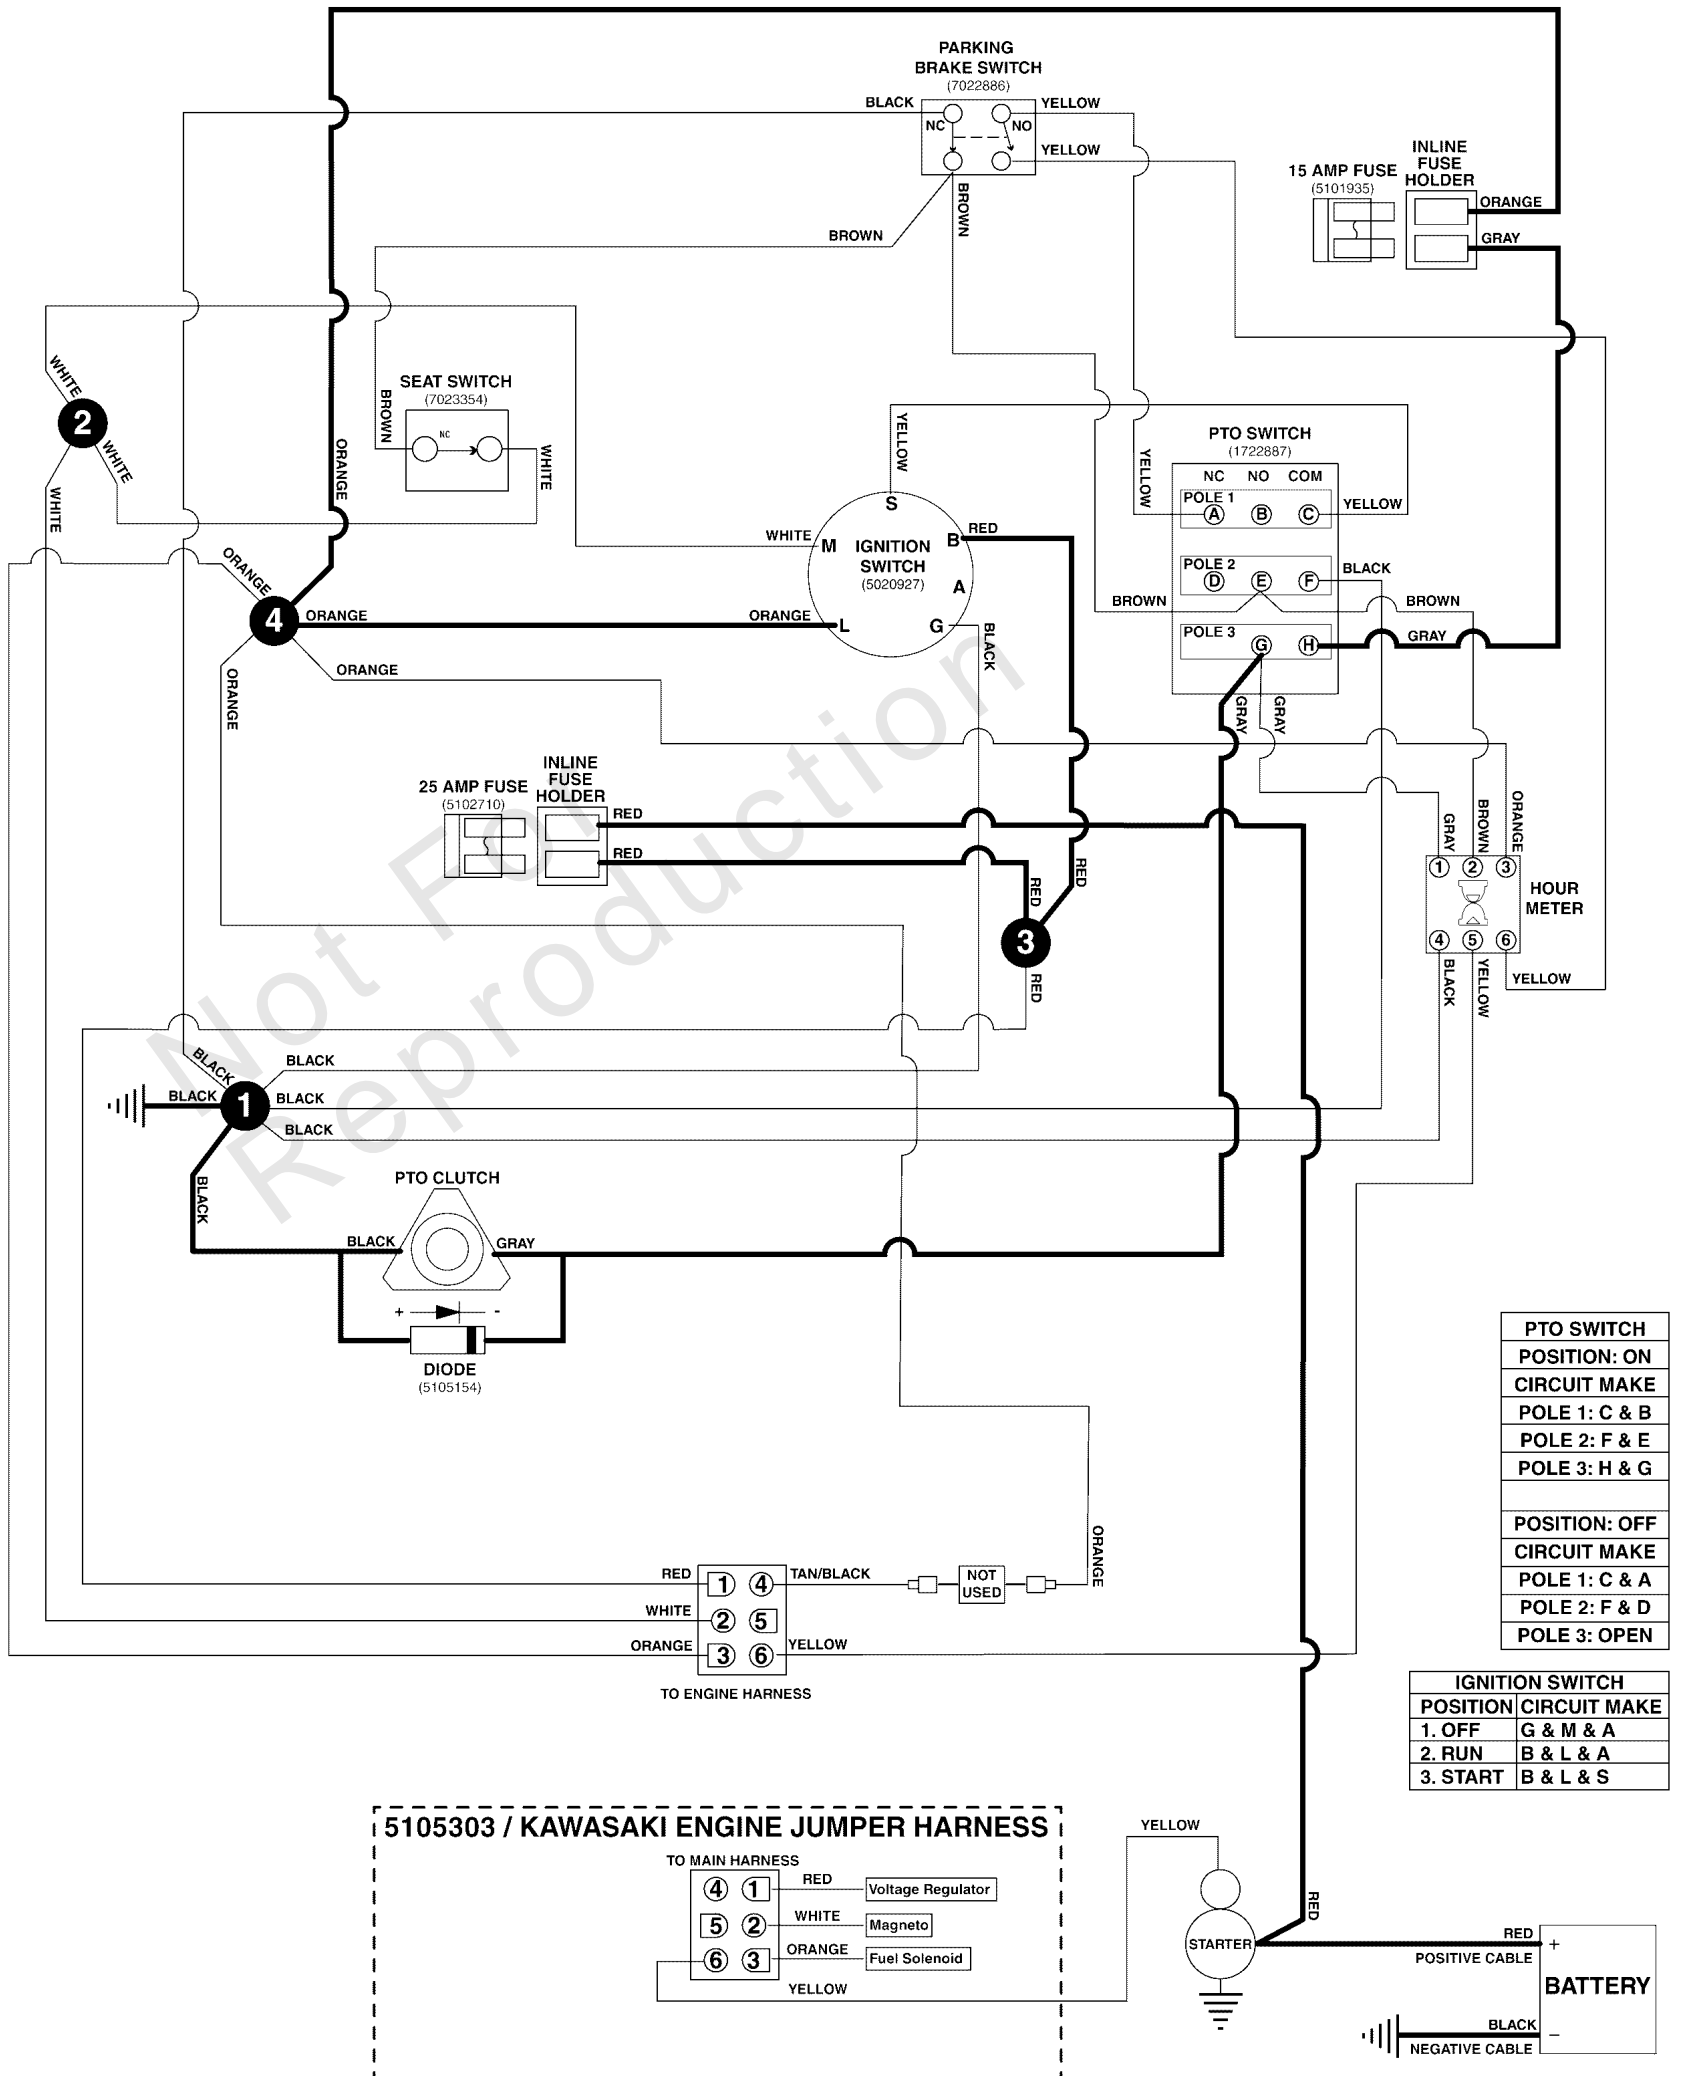 PARKING
BRAKE SWITCH
(7022886)
BLACK
YELLOW
NC
NO
YELLOW
BROWN
BROWN
15 AMP FUSE
(5101935)
INLINE
FUSE
HOLDER
ORANGE
GRAY
WHITE
2
WHITE
WHITE
SEAT SWITCH
(7023354)
BROWN
NC
WHITE
ORANGE
YELLOW
PTO SWITCH
(1722887)
NC NO COM
YELLOW
POLE 1
A B C
YELLOW
POLE 2
D E F
BLACK
BROWN
BROWN
POLE 3
G H
GRAY
GRAY
GRAY
S
WHITE
M
IGNITION
SWITCH
(5020927)
B
RED
A
ORANGE
L
G
BLACK
ORANGE
4
ORANGE
ORANGE
ORANGE
25 AMP FUSE
(5102710)
INLINE
FUSE
HOLDER
RED
RED
RED
RED
3
RED
GRAY
BROWN
ORANGE
1 2 3
HOUR
METER
4 5 6
BLACK
YELLOW
YELLOW
Not For
Reproduction
BLACK
BLACK
BLACK
1
BLACK
BLACK
BLACK
PTO CLUTCH
BLACK
GRAY
+ -
DIODE
(5105154)
ORANGE
RED
1 4
TAN/BLACK
NOT
USED
WHITE
2 5
ORANGE
3 6
YELLOW
TO ENGINE HARNESS
PTO SWITCH
POSITION: ON
CIRCUIT MAKE
POLE 1: C & B
POLE 2: F & E
POLE 3: H & G
POSITION: OFF
CIRCUIT MAKE
POLE 1: C & A
POLE 2: F & D
POLE 3: OPEN
IGNITION SWITCH
POSITION CIRCUIT MAKE
1. OFF G & M & A
2. RUN B & L & A
3. START B & L & S
5105303 / KAWASAKI ENGINE JUMPER HARNESS
TO MAIN HARNESS
4 1
RED
Voltage Regulator
5 2
WHITE
Magneto
6 3
ORANGE
Fuel Solenoid
YELLOW
YELLOW
RED
STARTER
RED
+
POSITIVE CABLE
BATTERY
BLACK
−
NEGATIVE CABLE